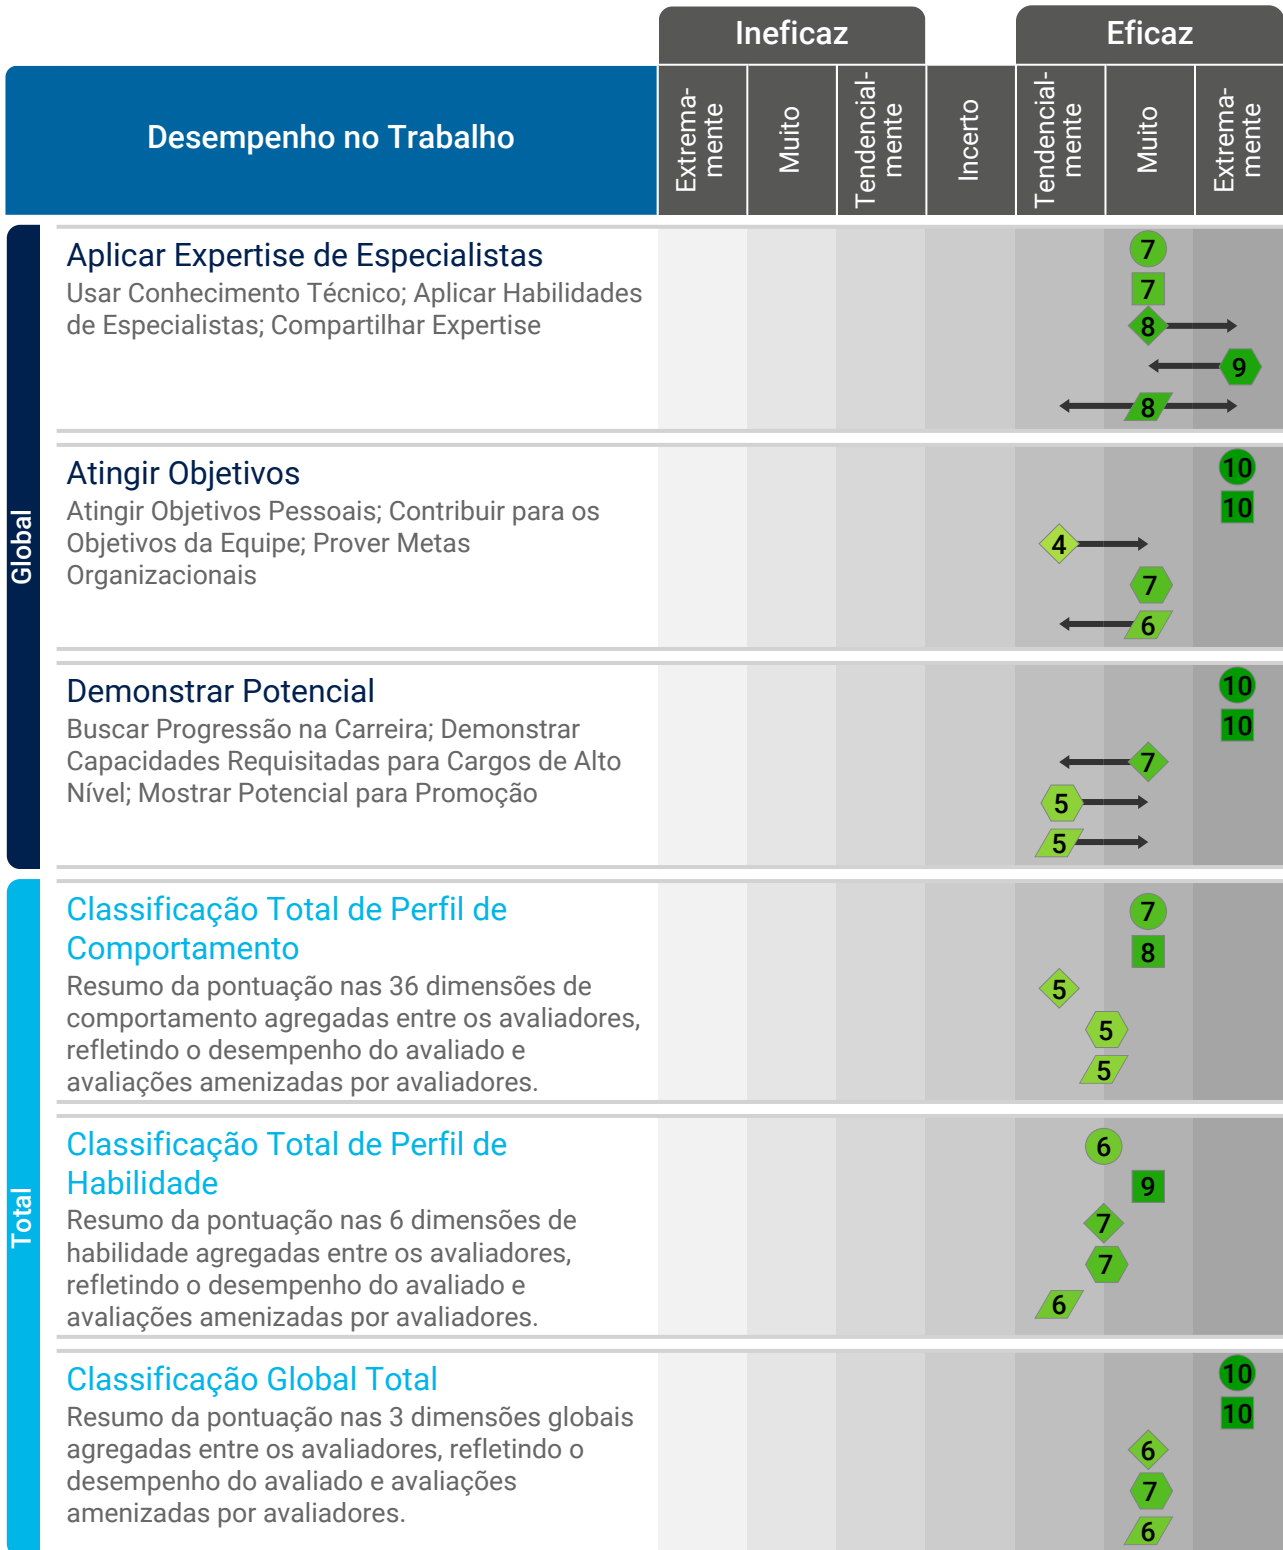 Ineficaz
Eficaz
Desempenho no Trabalho
Extrema-
mente
Muito
Tendencial-
mente
Incerto
Tendencial-
mente
Muito
Extrema-
mente
Global
Aplicar Expertise de Especialistas
Usar Conhecimento Técnico; Aplicar Habilidades
de Especialistas; Compartilhar Expertise
7
7
8
9
8
Atingir Objetivos
Atingir Objetivos Pessoais; Contribuir para os
Objetivos da Equipe; Prover Metas
Organizacionais
10
10
4
7
6
Demonstrar Potencial
Buscar Progressão na Carreira; Demonstrar
Capacidades Requisitadas para Cargos de Alto
Nível; Mostrar Potencial para Promoção
10
10
7
5
5
Total
Classificação Total de Perfil de
Comportamento
Resumo da pontuação nas 36 dimensões de
comportamento agregadas entre os avaliadores,
refletindo o desempenho do avaliado e
avaliações amenizadas por avaliadores.
7
8
5
5
5
Classificação Total de Perfil de
Habilidade
Resumo da pontuação nas 6 dimensões de
habilidade agregadas entre os avaliadores,
refletindo o desempenho do avaliado e
avaliações amenizadas por avaliadores.
6
9
7
7
6
Classificação Global Total
Resumo da pontuação nas 3 dimensões globais
agregadas entre os avaliadores, refletindo o
desempenho do avaliado e avaliações
amenizadas por avaliadores.
10
10
6
7
6